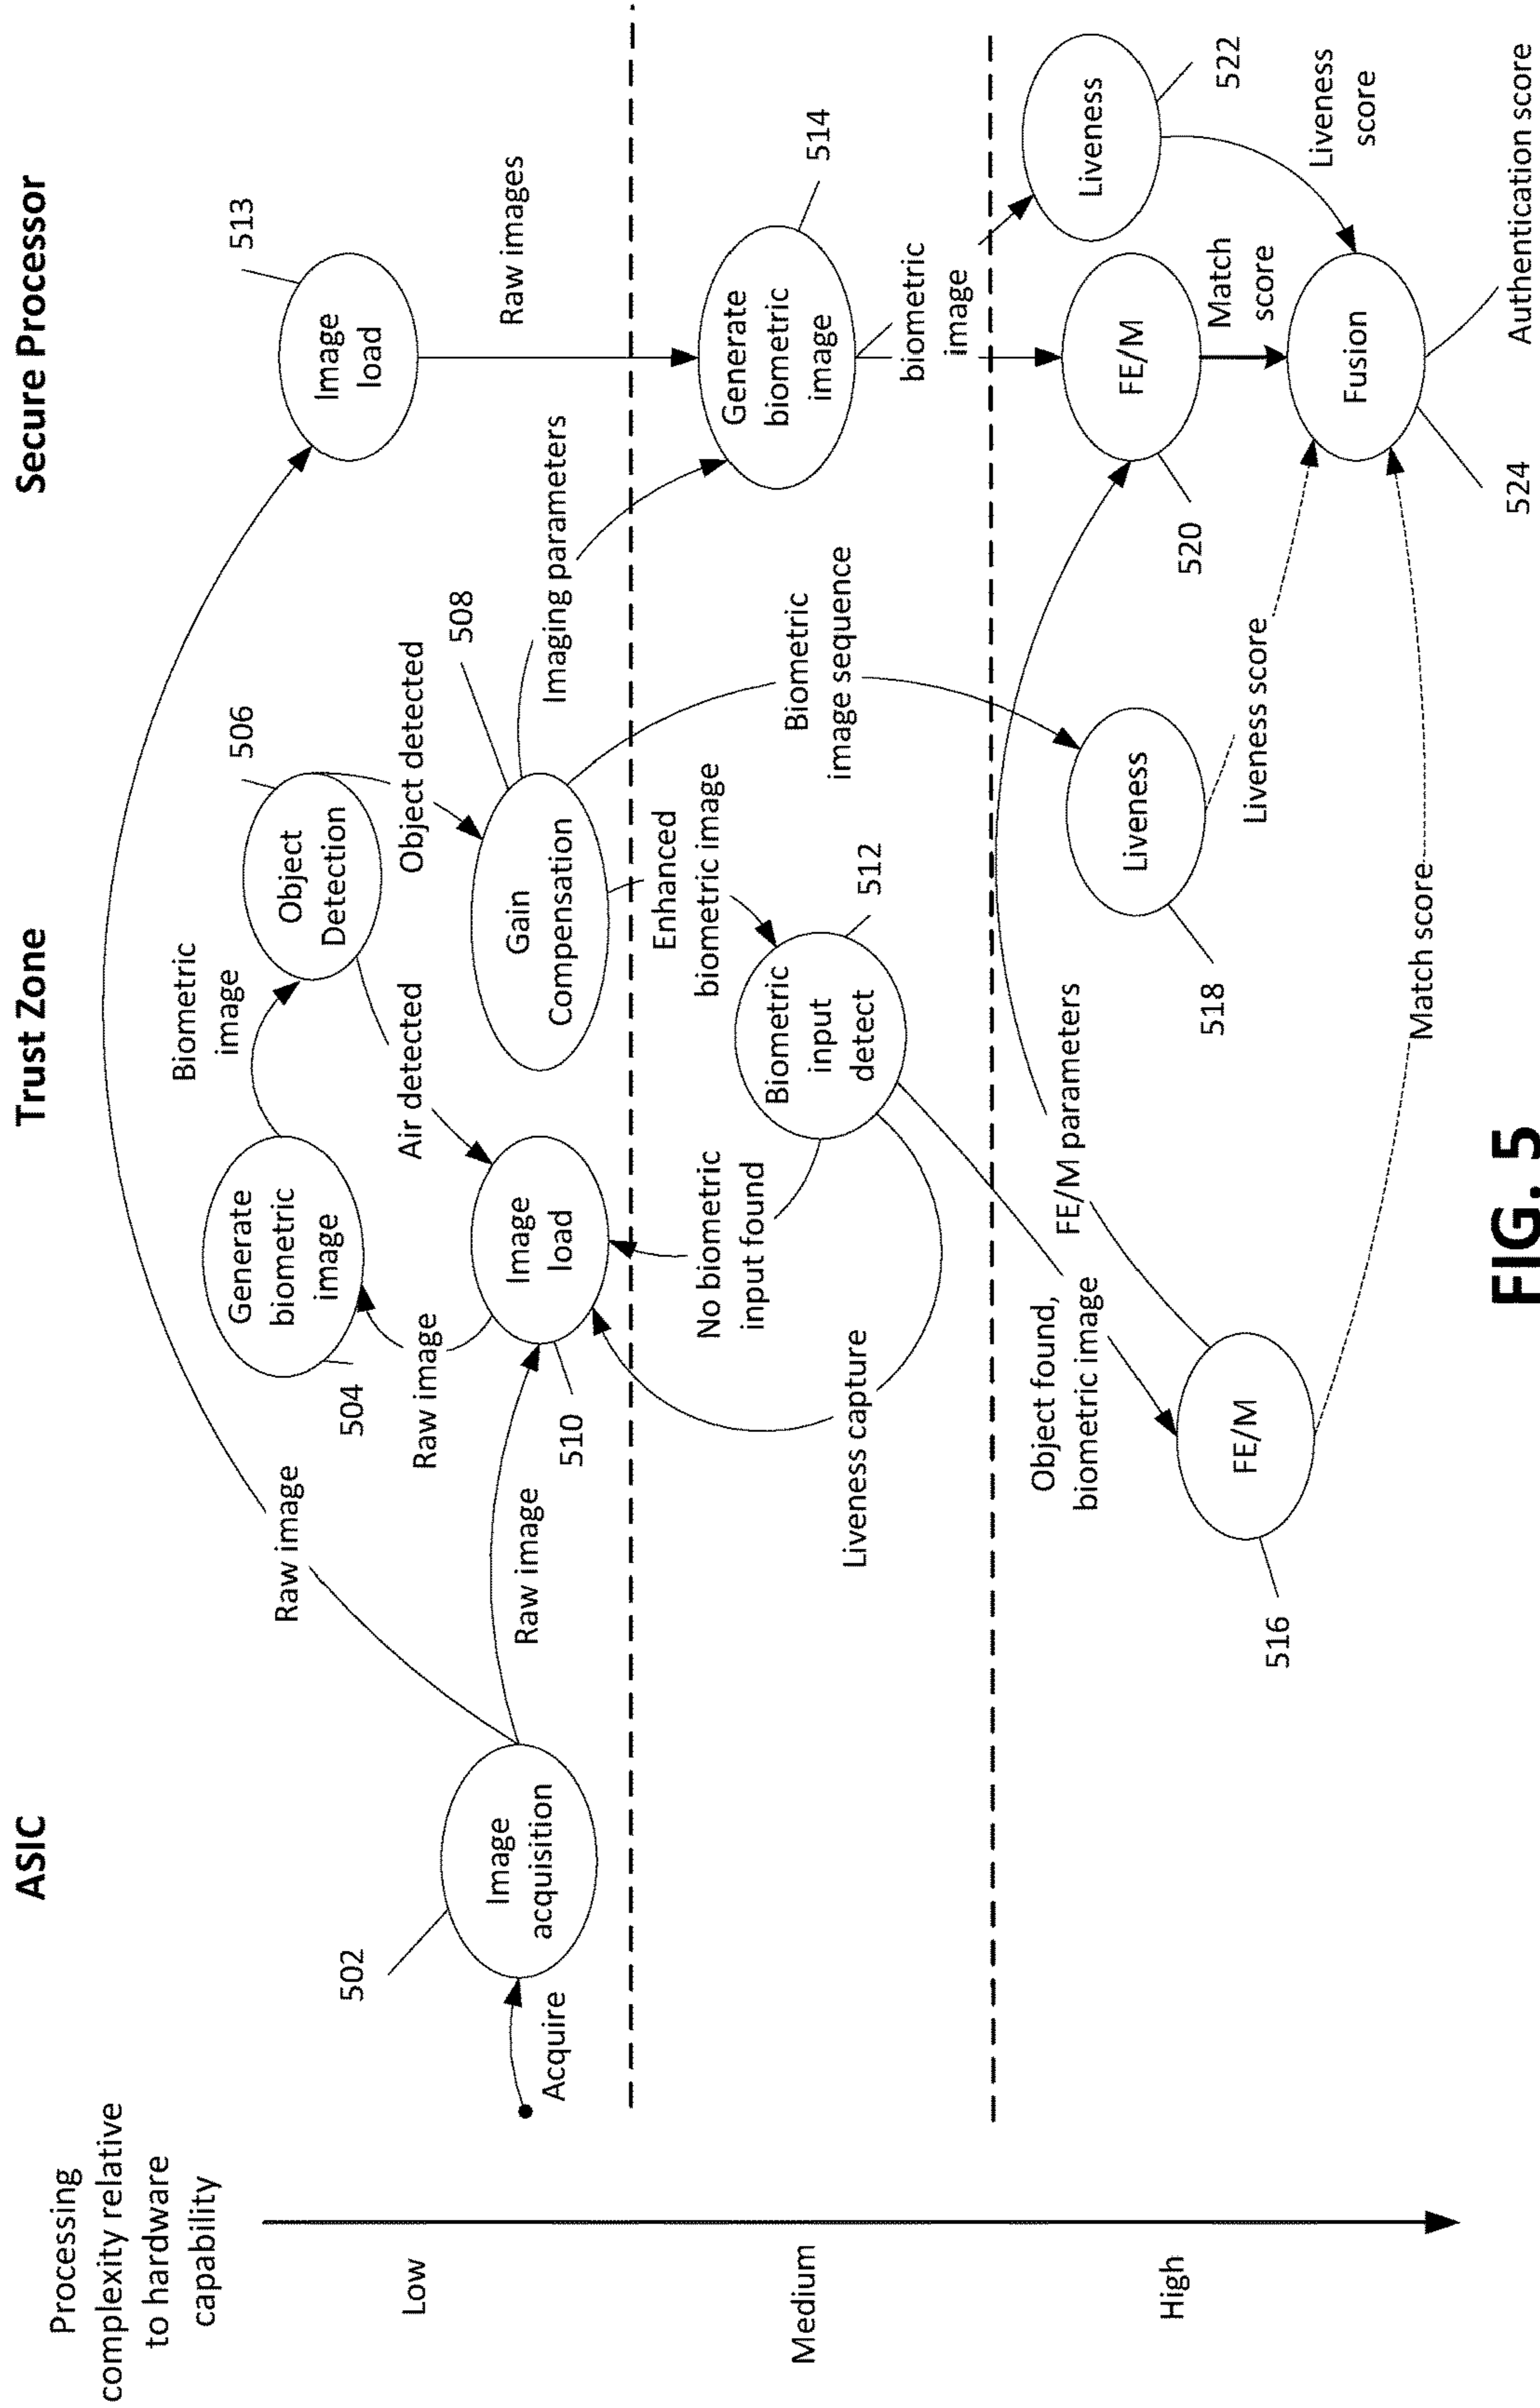 Processing
complexity relative
to hardware
capability
ASIC
Trust Zone
Secure Processor
Low
Medium
High
Acquire
502
Image
acquisition
Raw image
Raw image
504
Generate
biometric
image
Biometric
image
506
Object
Detection
513
Image
load
Raw image
510
Image
load
Air detected
Object detected
508
Gain
Compensation
Imaging parameters
Raw images
No biometric
input found
Liveness capture
Enhanced
biometric image
512
Biometric
input
detect
Biometric
image sequence
514
Generate
biometric
image
biometric
image
Object found,
biometric image
FE/M parameters
516
FE/M
518
Liveness
Liveness score
Match score
520
FE/M
522
Liveness
Match
score
Liveness
score
Fusion
524
Authentication score
FIG. 5